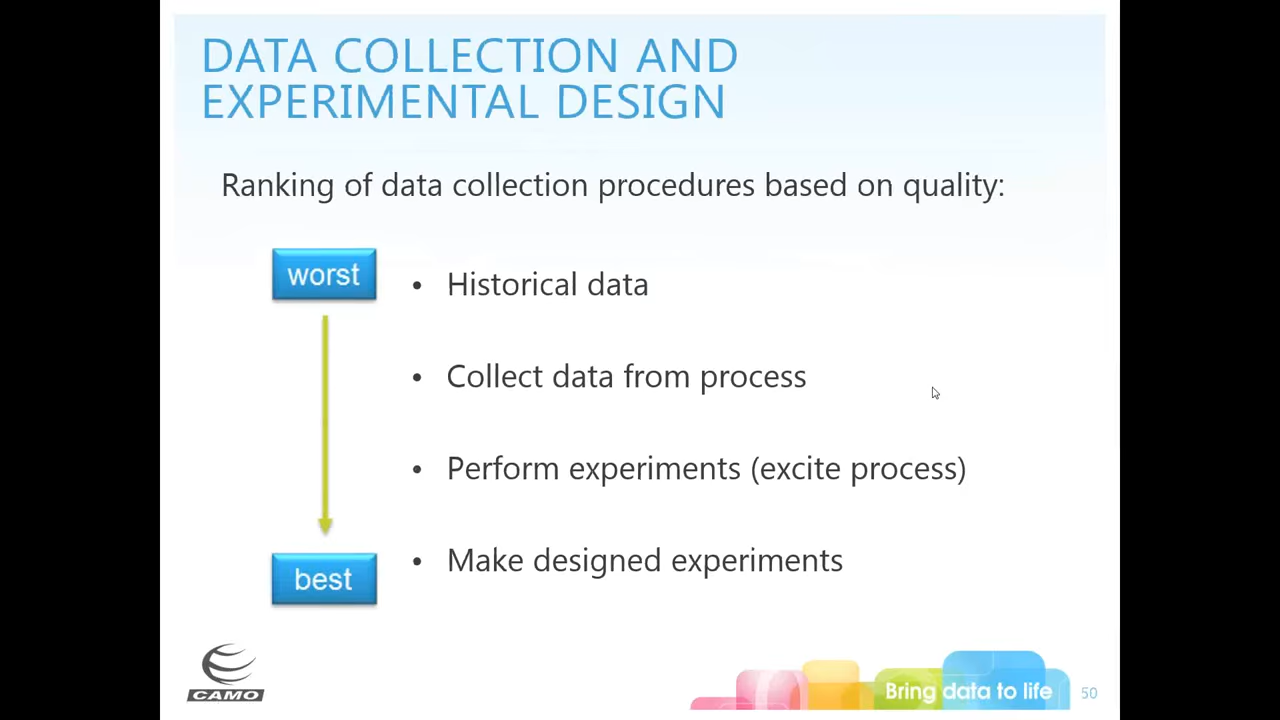 DATA COLLECTION AND
EXPERIMENTAL DESIGN
Ranking of data collection procedures based on quality:
worst
• Historical data
• Collect data from process
• Perform experiments (excite process)
best
• Make designed experiments
CAMO
Bring data to life
50